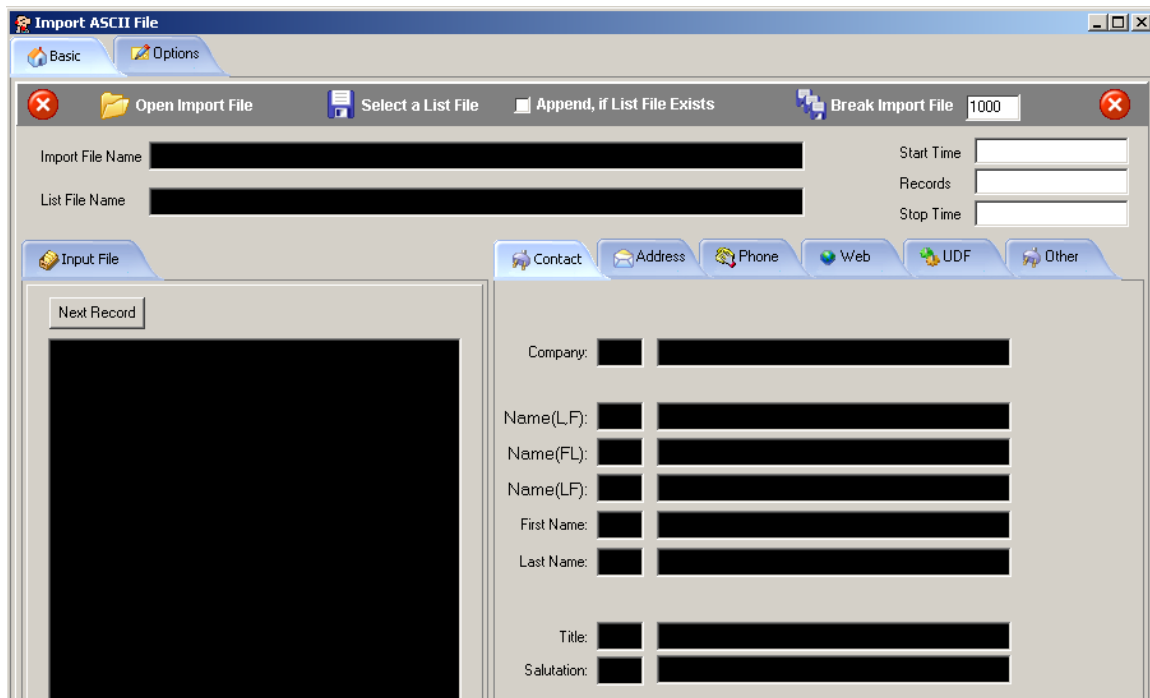 Import ASCII File
Basic Options
Open Import File Select a List File Append, if List File Exists Break Import File 1000
Import File Name Start Time
Records
List File Name
Stop Time
Input File Contact Address Phone Web UDF Other
Next Record
Company:
Name(L,F):
Name(FL):
Name(LF):
First Name:
Last Name:
Title:
Salutation: